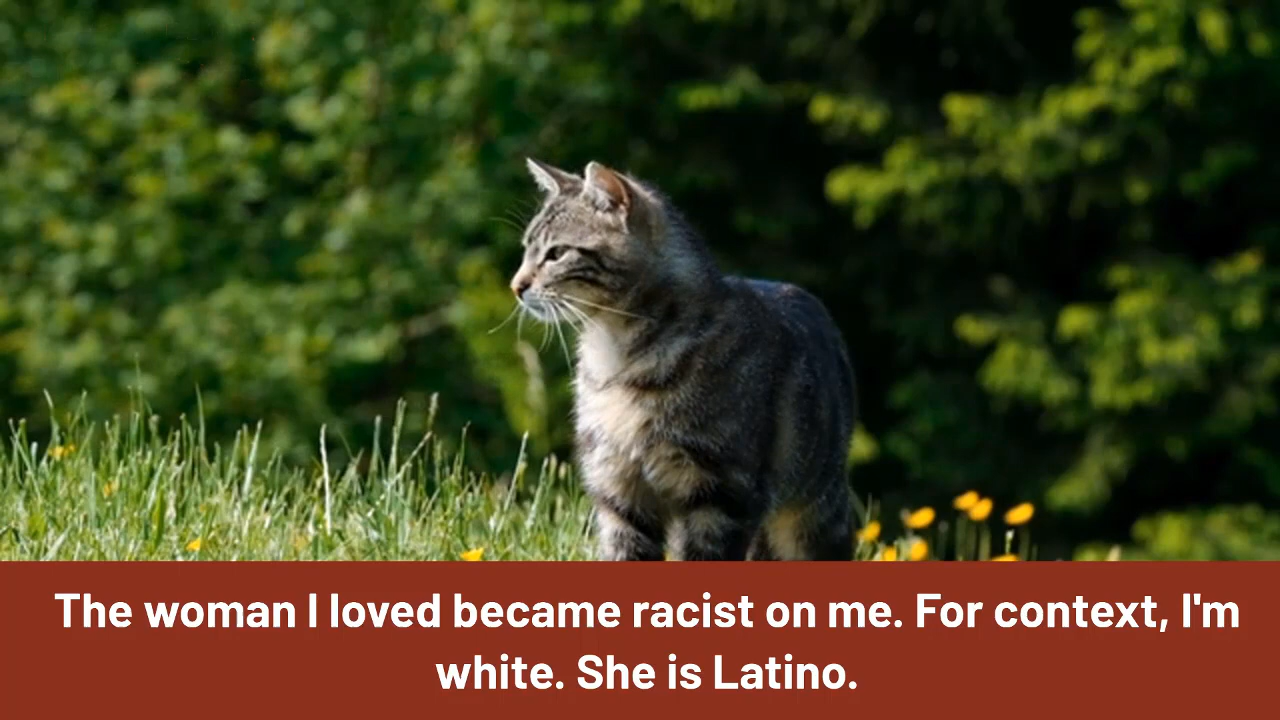 The woman I loved became racist on me. For context, I'm
white. She is Latino.